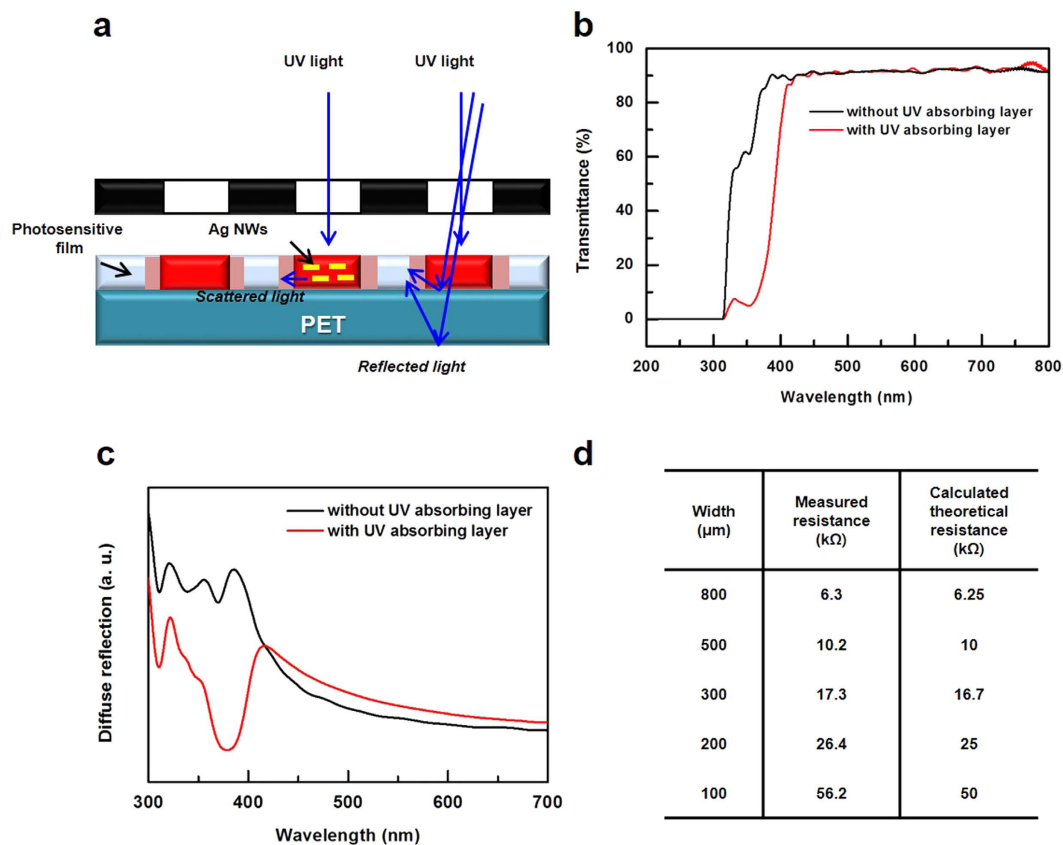 a
UV light
UV light
Photosensitive
film
Ag NWs
Scattered light
PET
Reflected light
b
Transmittance (%)
100
80
60
40
20
0
without UV absorbing layer
with UV absorbing layer
200 300 400 500 600 700 800
Wavelength (nm)
c
Diffuse reflection (a. u.)
without UV absorbing layer
with UV absorbing layer
300 400 500 600 700
Wavelength (nm)
d
Width
(μm)
Measured
resistance
(kΩ)
Calculated
theoretical
resistance
(kΩ)
800 6.3 6.25
500 10.2 10
300 17.3 16.7
200 26.4 25
100 56.2 50